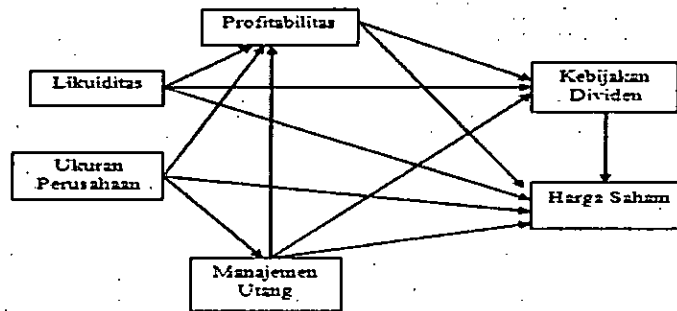 Profitabilitas
Likuiditas
Kebijakan
Dividen
Ukuran
Perusahaan
Harga Saham
Manajemen
Utang